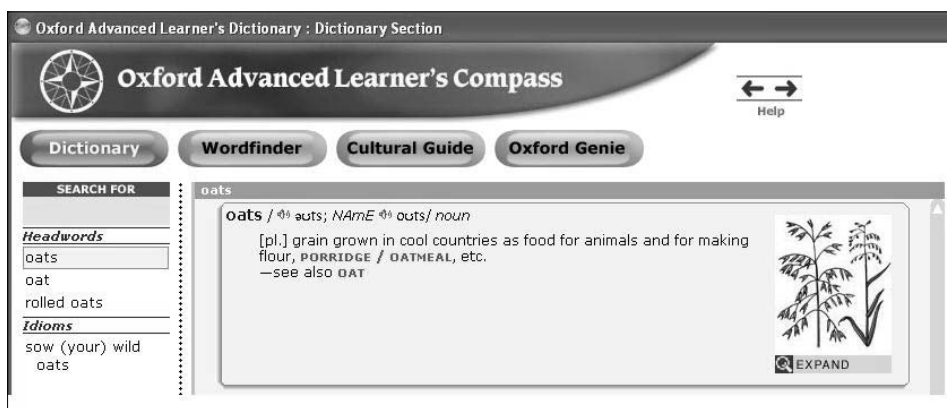 Oxford Advanced Learner's Dictionary : Dictionary Section
Oxford Advanced Learner's Compass
Help
Dictionary Wordfinder Cultural Guide Oxford Genie
SEARCH FOR
Headwords
oats
oat
rolled oats
Idioms
sow (your) wild
oats
oats
oats / əʊts; NAmE oʊts/ noun
[pl.] grain grown in cool countries as food for animals and for making
flour, PORRIDGE / OATMEAL, etc.
—see also OAT
EXPAND